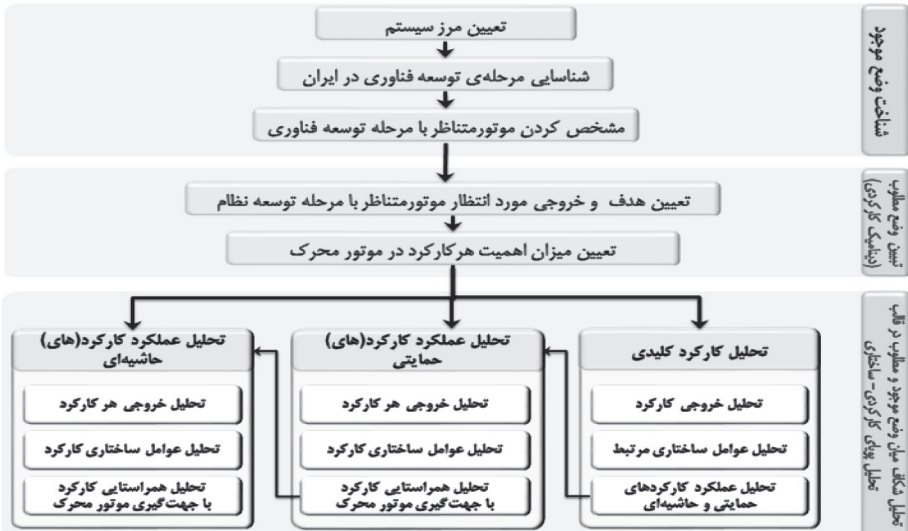 تعیین مرز سیستم
شناسایی مرحله‌ی توسعه فناوری در ایران
مشخص کردن موتورمتناظر با مرحله توسعه فناوری
شناخت وضع موجود
تعیین هدف و خروجی مورد انتظار موتورمتناظر با مرحله توسعه نظام
تعیین میزان اهمیت هرکارکرد در موتور محرک
تبیین وضع مطلوب
(دینامیک کارکردی)
تحلیل شکاف میان وضع موجود و مطلوب در قالب
تحلیل پویای کارکردی-ساختاری
تحلیل کارکرد کلیدی
تحلیل خروجی کارکرد
تحلیل عوامل ساختاری مرتبط
تحلیل عملکرد کارکردهای
حمایتی و حاشیه‌ای
تحلیل عملکرد کارکرد(های)
حمایتی
تحلیل خروجی هر کارکرد
تحلیل عوامل ساختاری کارکرد
تحلیل همراستایی کارکرد
با جهت‌گیری موتور محرک
تحلیل عملکرد کارکرد(های)
حاشیه‌ای
تحلیل خروجی هر کارکرد
تحلیل عوامل ساختاری کارکرد
تحلیل همراستایی کارکرد
با جهت‌گیری موتور محرک